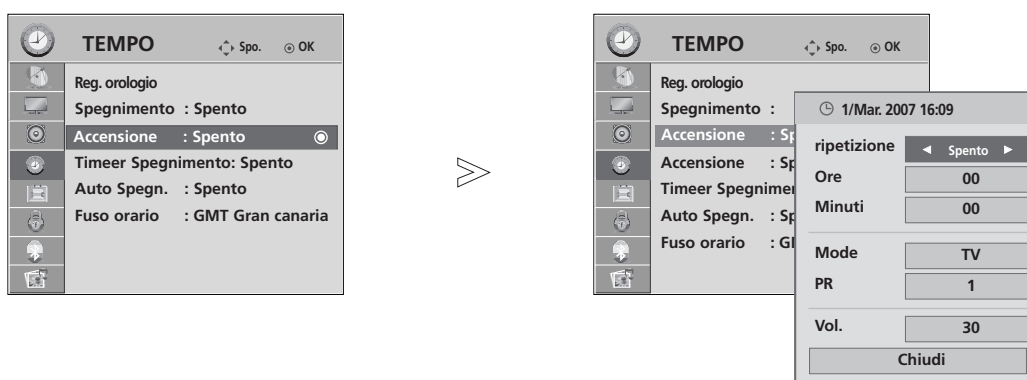 TEMPO Spo. OK
Reg. orologio
Spegnimento : Spento
Accensione : Spento
Timeer Spegnimento: Spento
Auto Spegn. : Spento
Fuso orario : GMT Gran canaria
TEMPO Spo. OK
Reg. orologio
Spegnimento :
Accensione : Sp
Accensione : Sp
Timeer Spegnimen
Auto Spegn. : Sp
Fuso orario : G
1/Mar. 2007 16:09
ripetizione Spento
Ore 00
Minuti 00
Mode TV
PR 1
Vol. 30
Chiudi